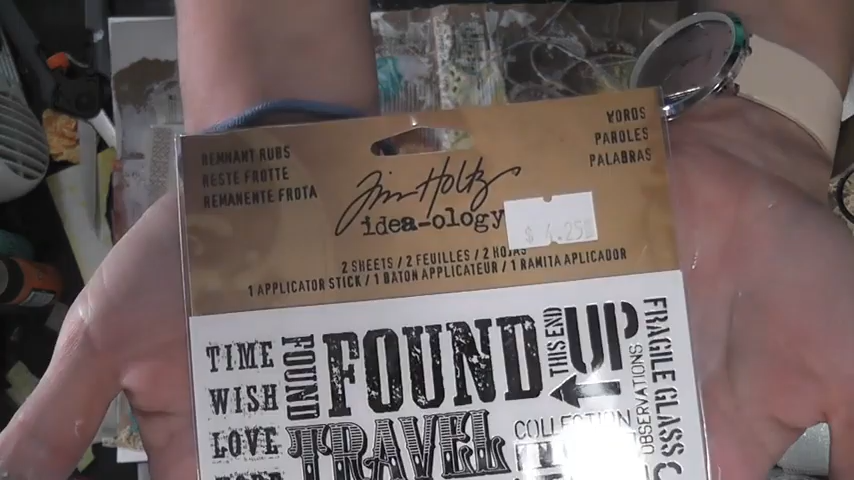 REMNANT RUBS
RESTE FROTTE
REMANENTE FROTA
Tim Holtz
idea-ology
WORDS
PAROLES
PALABRAS
2 SHEETS / 2 FEUILLES / 2 HOJAS
1 APPLICATOR STICK / 1 BATON APPLICATEUR / 1 RAMITA APLICADOR
TIME
WISH
LOVE
FOUND
FOUND
THIS END
UP
FRAGILE GLASS
OBSERVATIONS
TRAVEL
COLLECTION